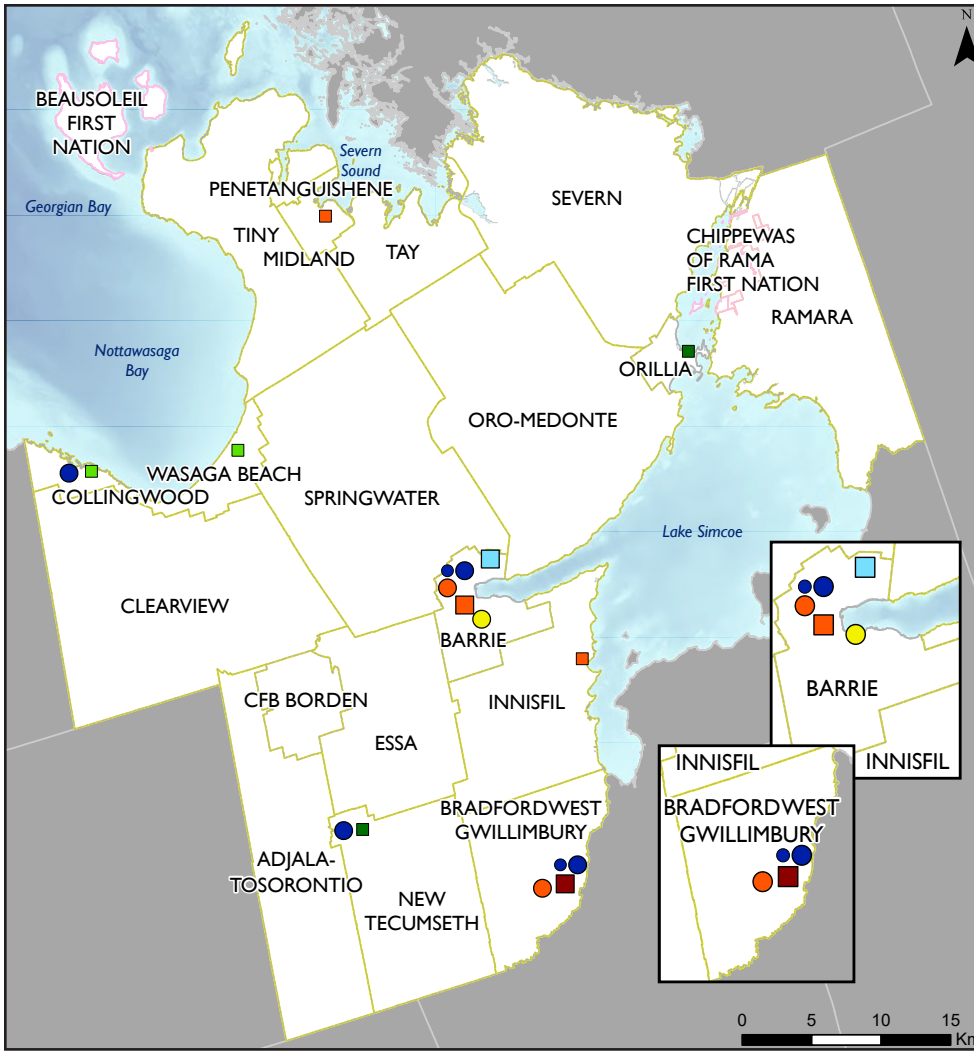 N
BEAUSOLEIL
FIRST
NATION
Severn
Sound
PENETANGUISHENE
SEVERN
Georgian Bay
TINY
MIDLAND
TAY
CHIPPEWAS
OF RAMA
FIRST NATION
RAMARA
Nottawasaga
Bay
ORILLIA
ORO-MEDONTE
WASAGA BEACH
COLLINGWOOD
SPRINGWATER
Lake Simcoe
CLEARVIEW
BARRIE
BARRIE
CFB BORDEN
INNISFIL
ESSA
INNISFIL
INNISFIL
BRADFORDWEST
GWILLIMBURY
BRADFORDWEST
GWILLIMBURY
ADJALA-
TOSORONTIO
NEW
TECUMSETH
0 5 10 15
Km